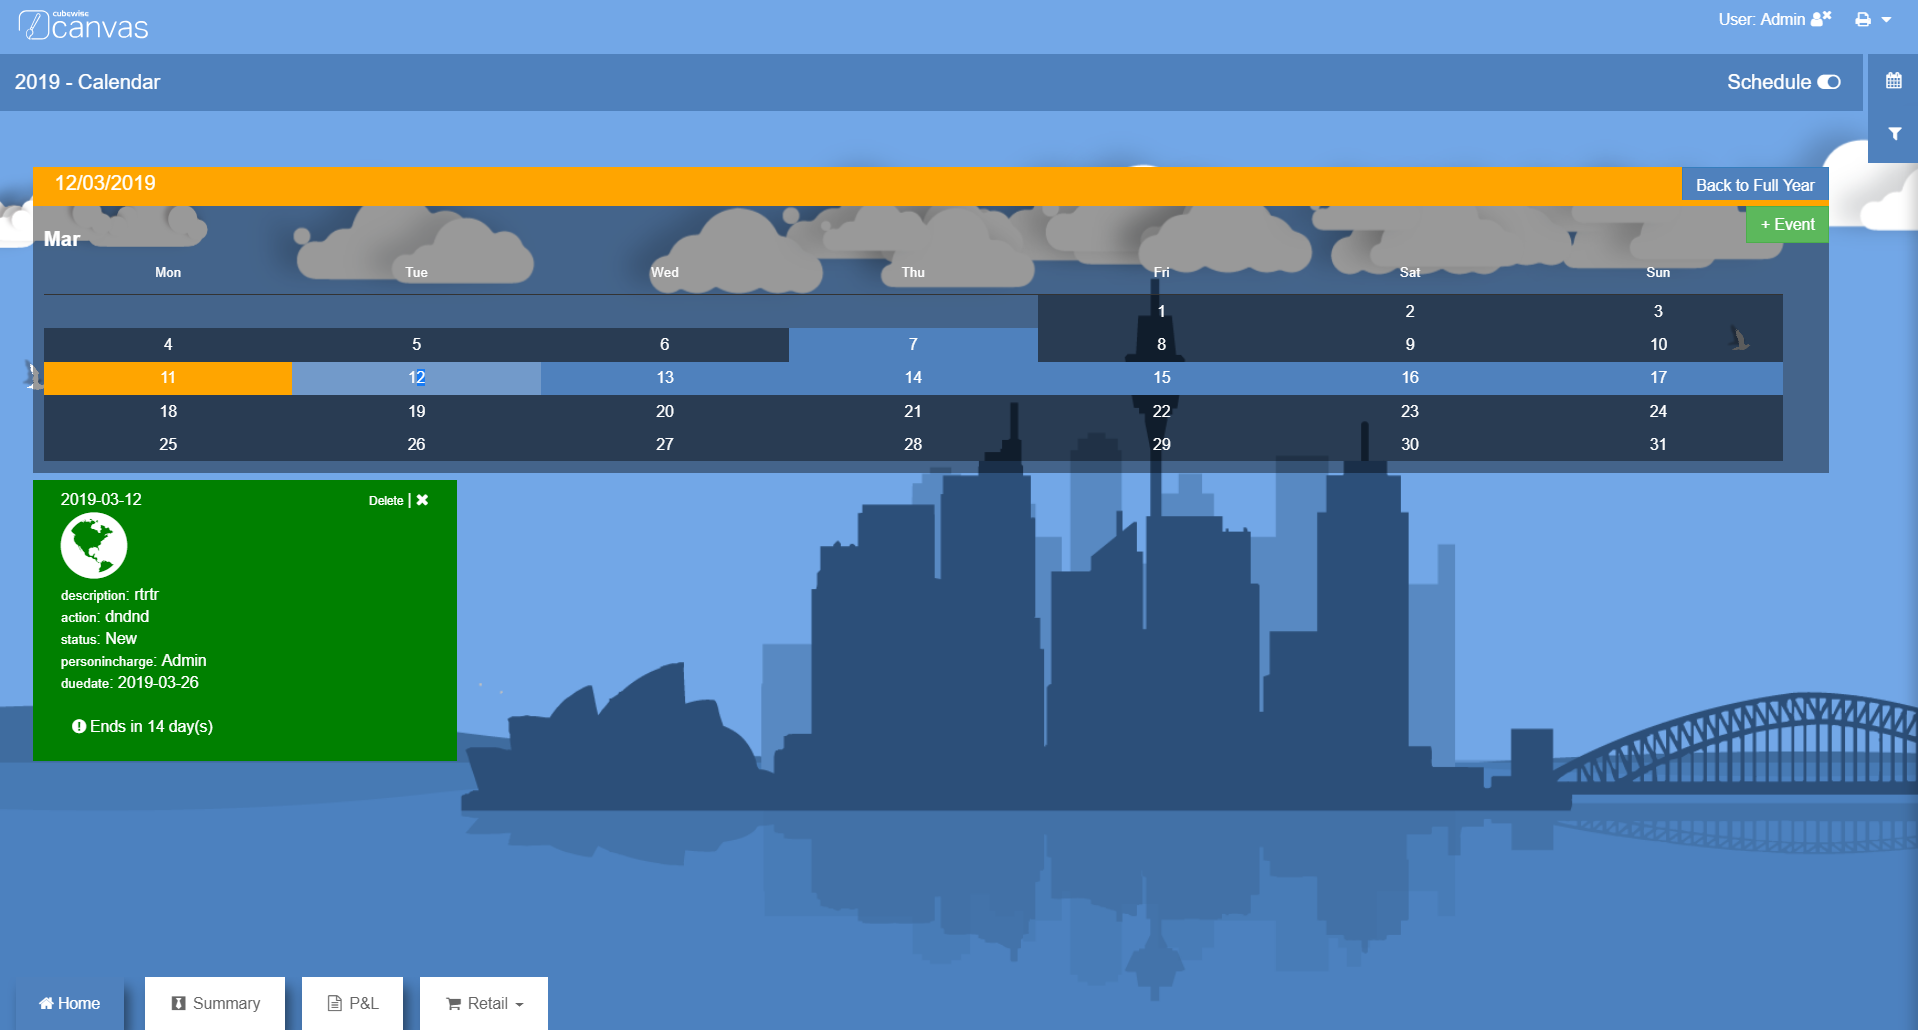 cubewise
canvas
User: Admin
2019 - Calendar
Schedule
12/03/2019
Back to Full Year
+ Event
Mar
Mon Tue Wed Thu Fri Sat Sun
1 2 3
4 5 6 7 8 9 10
11 12 13 14 15 16 17
18 19 20 21 22 23 24
25 26 27 28 29 30 31
2019-03-12 Delete |
description: rtrtr
action: dndnd
status: New
personincharge: Admin
duedate: 2019-03-26
Ends in 14 day(s)
Home Summary P&L Retail